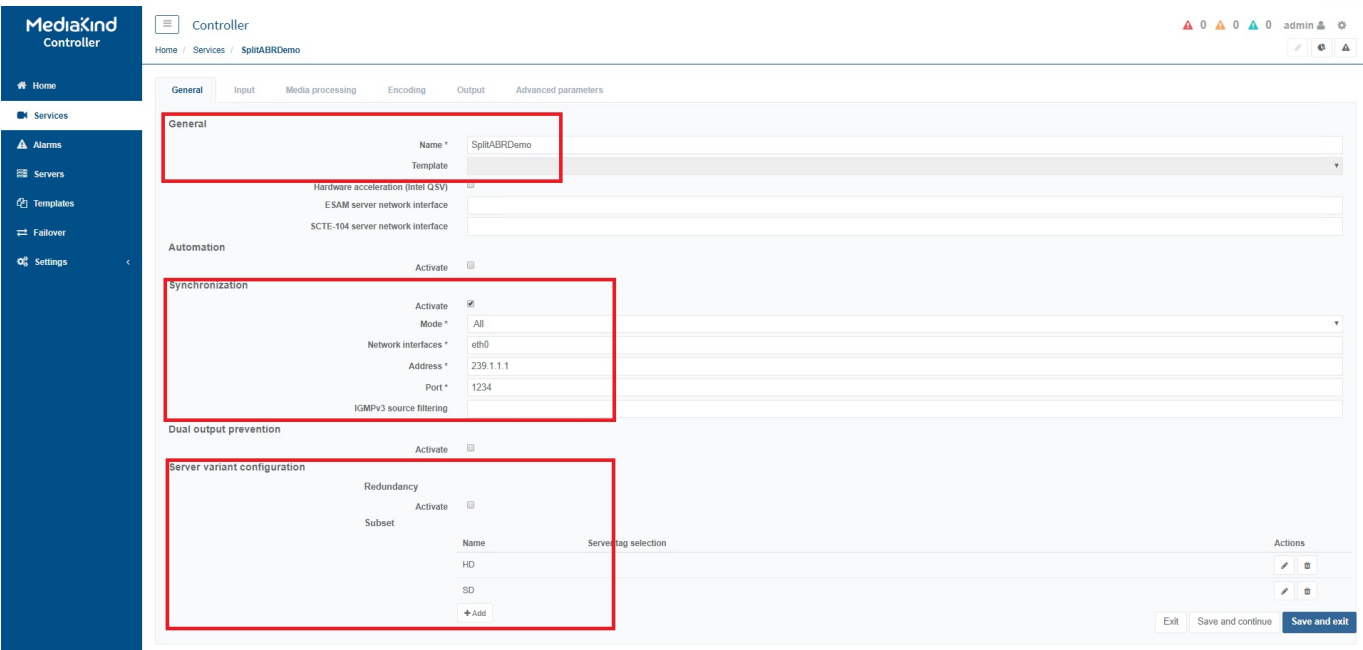 MediaKind
Controller
Controller
0 0 0 admin
Home / Services / SplitABRDemo
Home
Services
Alarms
Servers
Templates
Failover
Settings
General Input Media processing Encoding Output Advanced parameters
General
Name * SplitABRDemo
Template
Hardware acceleration (Intel QSV)
ESAM server network interface
SCTE-104 server network interface
Automation
Activate
Synchronization
Activate
Mode * All
Network interfaces * eth0
Address * 239.1.1.1
Port * 1234
IGMPv3 source filtering
Dual output prevention
Activate
Server variant configuration
Redundancy
Activate
Subset
Name Server tag selection Actions
HD
SD
+ Add
Exit Save and continue Save and exit